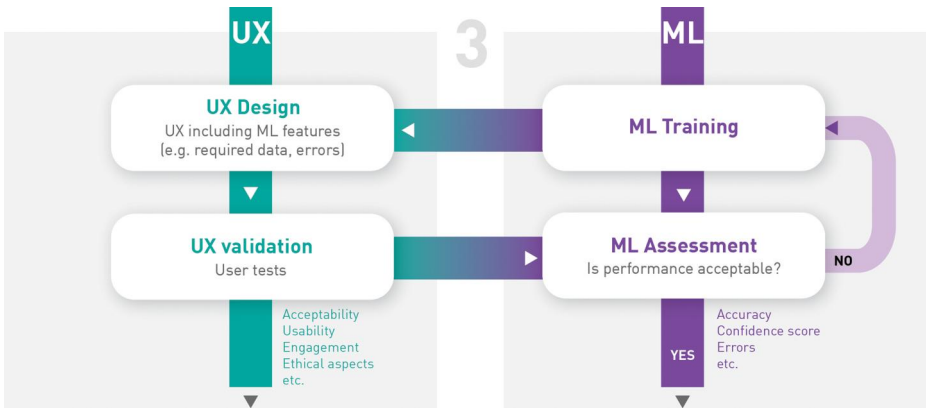 UX
3
ML
UX Design
UX including ML features
(e.g. required data, errors)
ML Training
UX validation
User tests
ML Assessment
Is performance acceptable?
NO
Acceptability
Usability
Engagement
Ethical aspects
etc.
YES
Accuracy
Confidence score
Errors
etc.